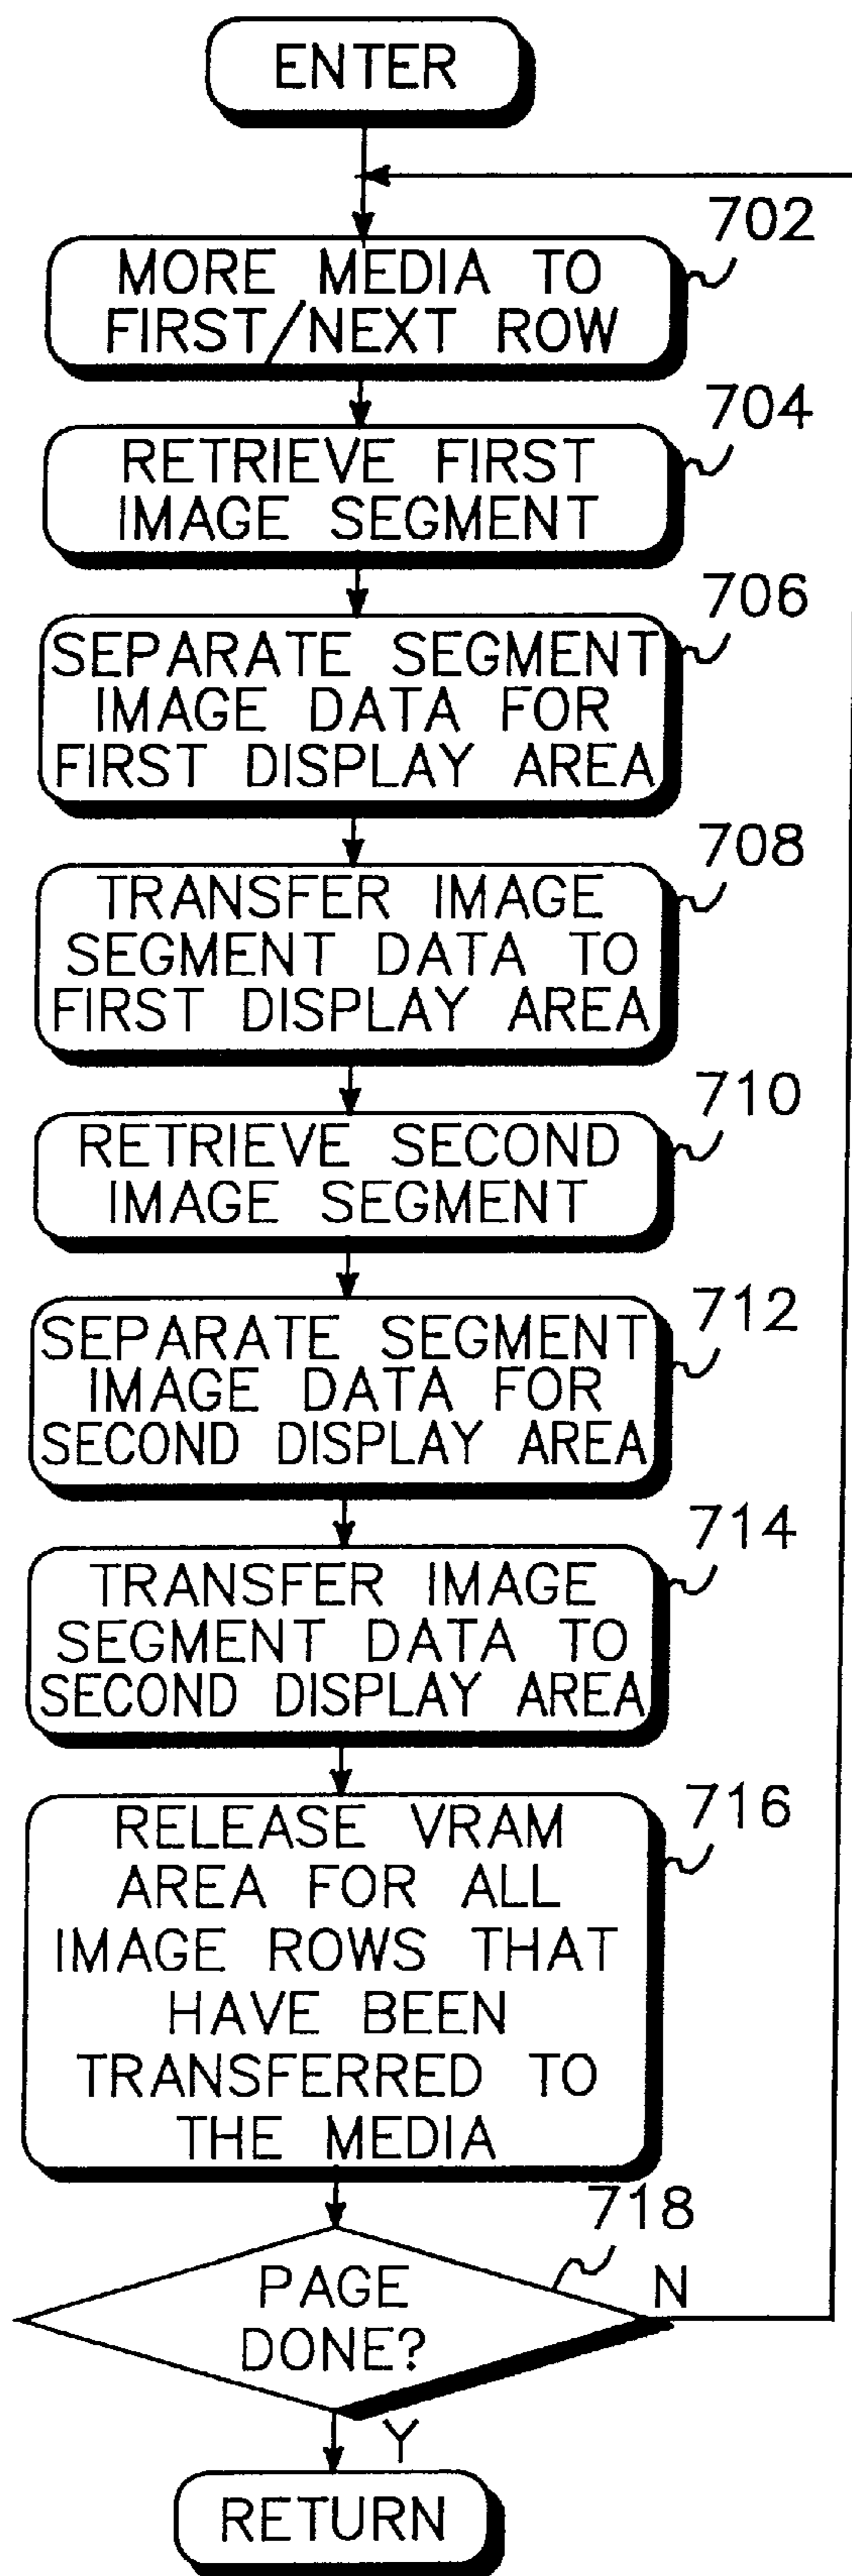 ENTER
702
MORE MEDIA TO
FIRST/NEXT ROW
704
RETRIEVE FIRST
IMAGE SEGMENT
706
SEPARATE SEGMENT
IMAGE DATA FOR
FIRST DISPLAY AREA
708
TRANSFER IMAGE
SEGMENT DATA TO
FIRST DISPLAY AREA
710
RETRIEVE SECOND
IMAGE SEGMENT
712
SEPARATE SEGMENT
IMAGE DATA FOR
SECOND DISPLAY AREA
714
TRANSFER IMAGE
SEGMENT DATA TO
SECOND DISPLAY AREA
716
RELEASE VRAM
AREA FOR ALL
IMAGE ROWS THAT
HAVE BEEN
TRANSFERRED TO
THE MEDIA
718
PAGE
DONE?
N
Y
RETURN